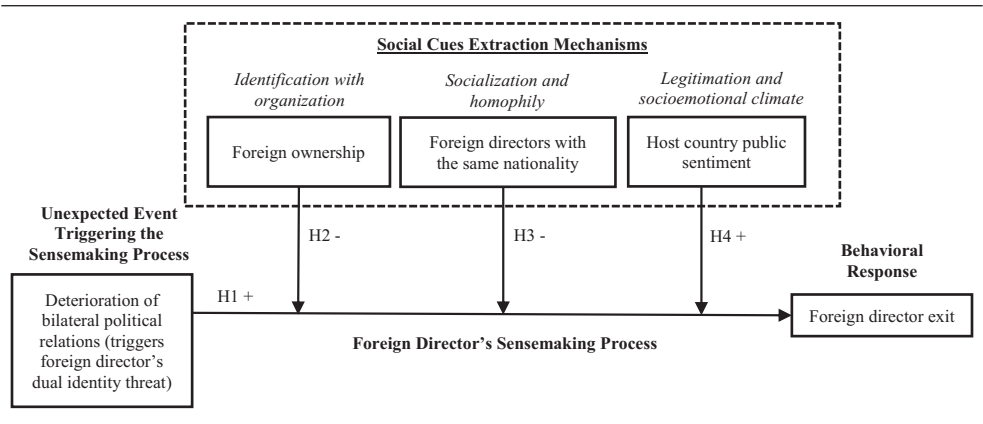 Social Cues Extraction Mechanisms
Identification with
organization
Socialization and
homophily
Legitimation and
socioemotional climate
Foreign ownership
Foreign directors with
the same nationality
Host country public
sentiment
Unexpected Event
Triggering the
Sensemaking Process
H2 -
H3 -
H4 +
Behavioral
Response
Deterioration of
bilateral political
relations (triggers
foreign director's
dual identity threat)
H1 +
Foreign director exit
Foreign Director's Sensemaking Process